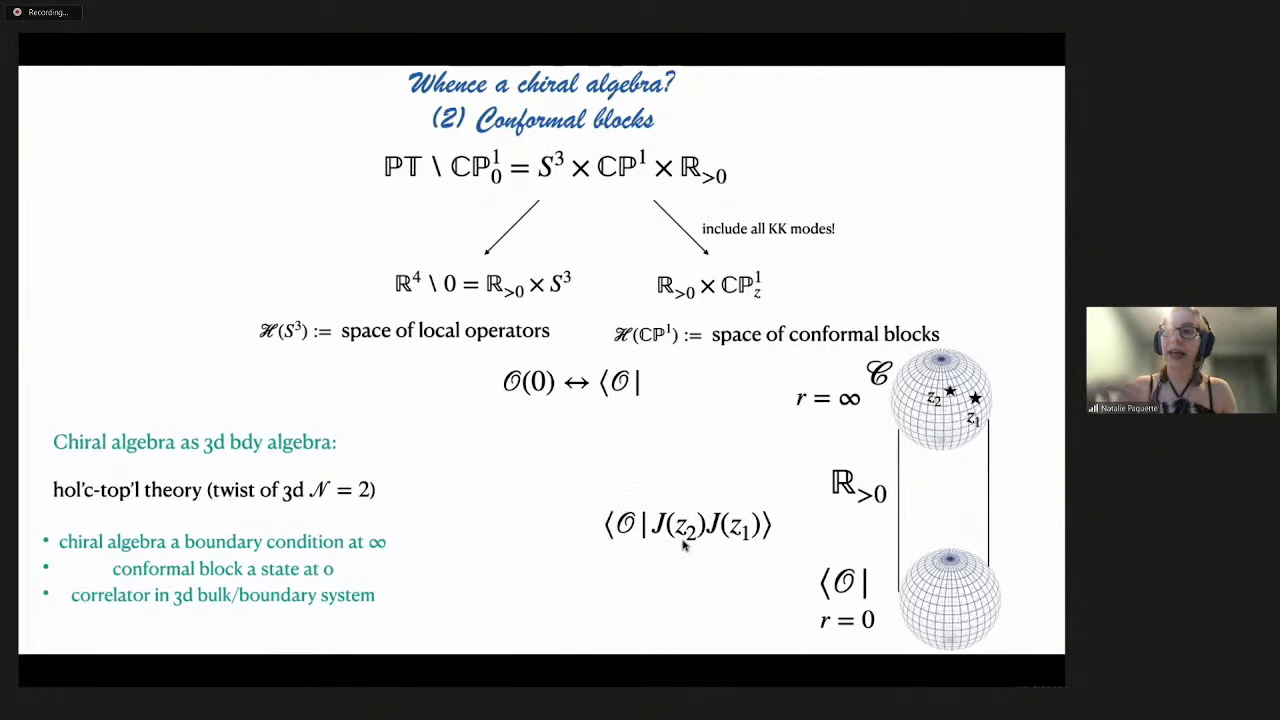 Recording...
Whence a chiral algebra?
(2) Conformal blocks
ℙ𝕋 \ ℂℙ¹₀ = S³ × ℂℙ¹ × ℝ>0
include all KK modes!
ℝ⁴ \ 0 = ℝ>0 × S³
ℝ>0 × ℂℙ¹z
ℋ(S³) := space of local operators
ℋ(ℂℙ¹) := space of conformal blocks
𝒪(0) ↔ ⟨𝒪|
r = ∞
𝒞
z₂
z₁
Chiral algebra as 3d bdy algebra:
hol'c-top'l theory (twist of 3d 𝒩 = 2)
ℝ>0
⟨𝒪|J(z₂)J(z₁)⟩
• chiral algebra a boundary condition at ∞
• conformal block a state at 0
• correlator in 3d bulk/boundary system
⟨𝒪|
r = 0
Natalie Paquette